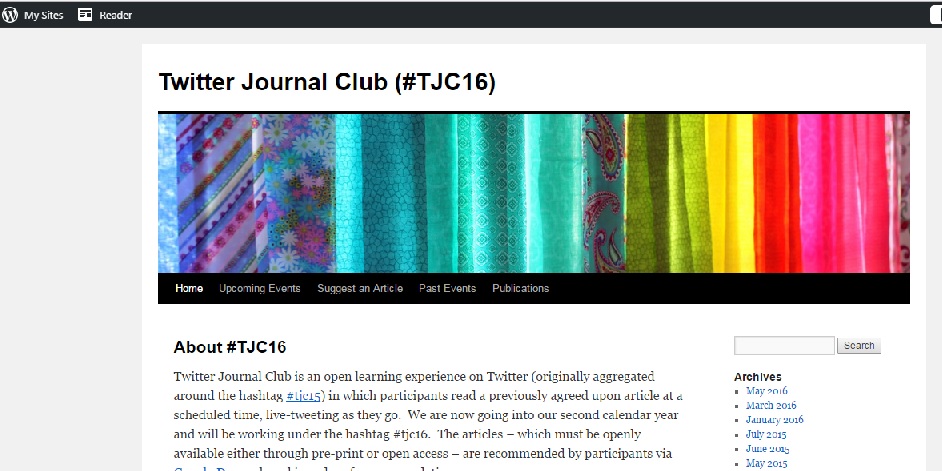 My Sites Reader
Twitter Journal Club (#TJC16)
Home Upcoming Events Suggest an Article Past Events Publications
About #TJC16
Twitter Journal Club is an open learning experience on Twitter (originally aggregated
around the hashtag #tjc15) in which participants read a previously agreed upon article at a
scheduled time, live-tweeting as they go. We are now going into our second calendar year
and will be working under the hashtag #tjc16. The articles – which must be openly
available either through pre-print or open access – are recommended by participants via
Search
Archives
May 2016
March 2016
January 2016
July 2015
June 2015
May 2015